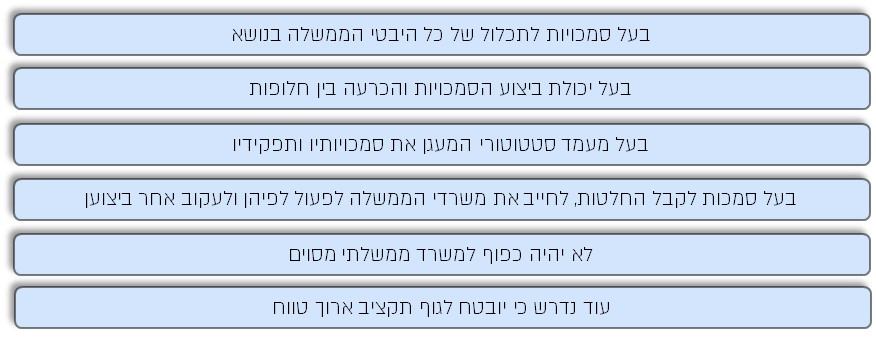 בעל סמכויות לתכלול של כל היבטי הממשלה בנושא
בעל יכולת ביצוע הסמכויות והכרעה בין חלופות
בעל מעמד סטטוטורי המעגן את סמכויותיו ותפקידיו
בעל סמכות לקבל החלטות, לחייב את משרדי הממשלה לפעול לפיהן ולעקוב אחר ביצוען
לא יהיה כפוף למשרד ממשלתי מסוים
עוד נדרש כי יובטח לגוף תקציב ארוך טווח